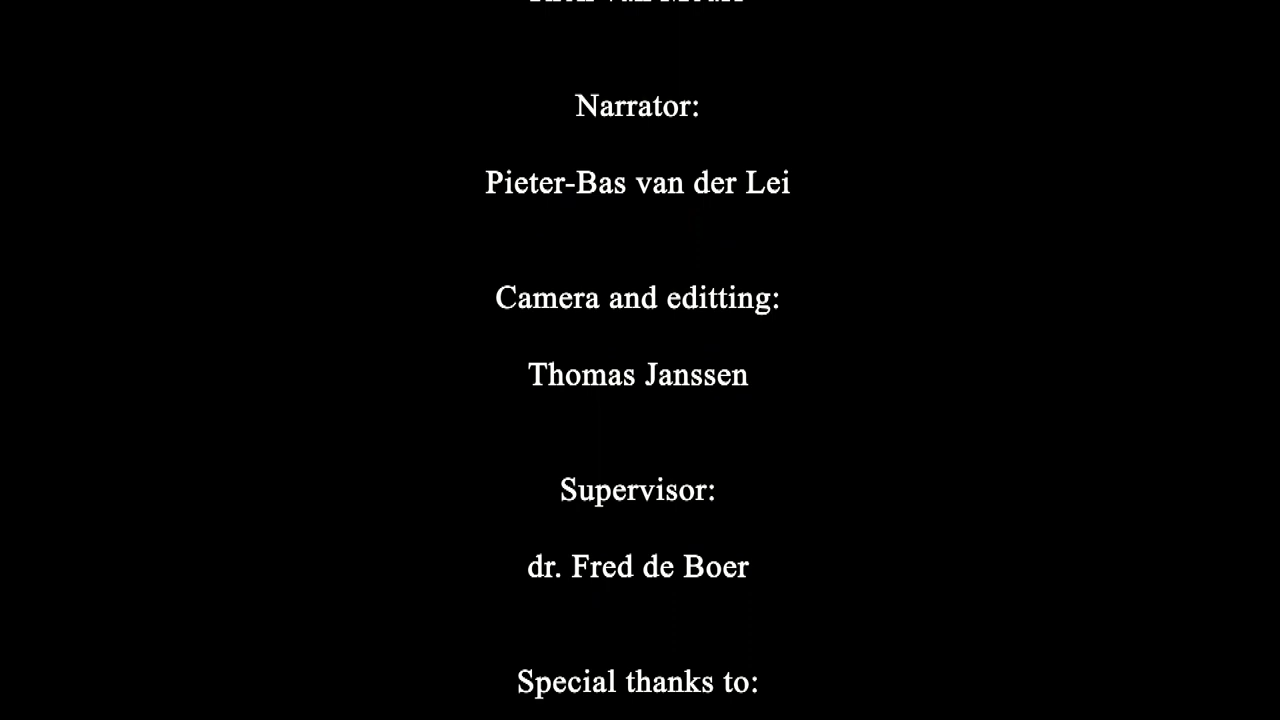 Narrator:
Pieter-Bas van der Lei
Camera and editting:
Thomas Janssen
Supervisor:
dr. Fred de Boer
Special thanks to: